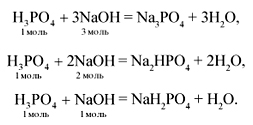 H₃PO₄ + 3NaOH = Na₃PO₄ + 3H₂O,
1 моль 3 моль
H₃PO₄ + 2NaOH = Na₂HPO₄ + 2H₂O,
1 моль 2 моль
H₃PO₄ + NaOH = NaH₂PO₄ + H₂O.
1 моль 1 моль